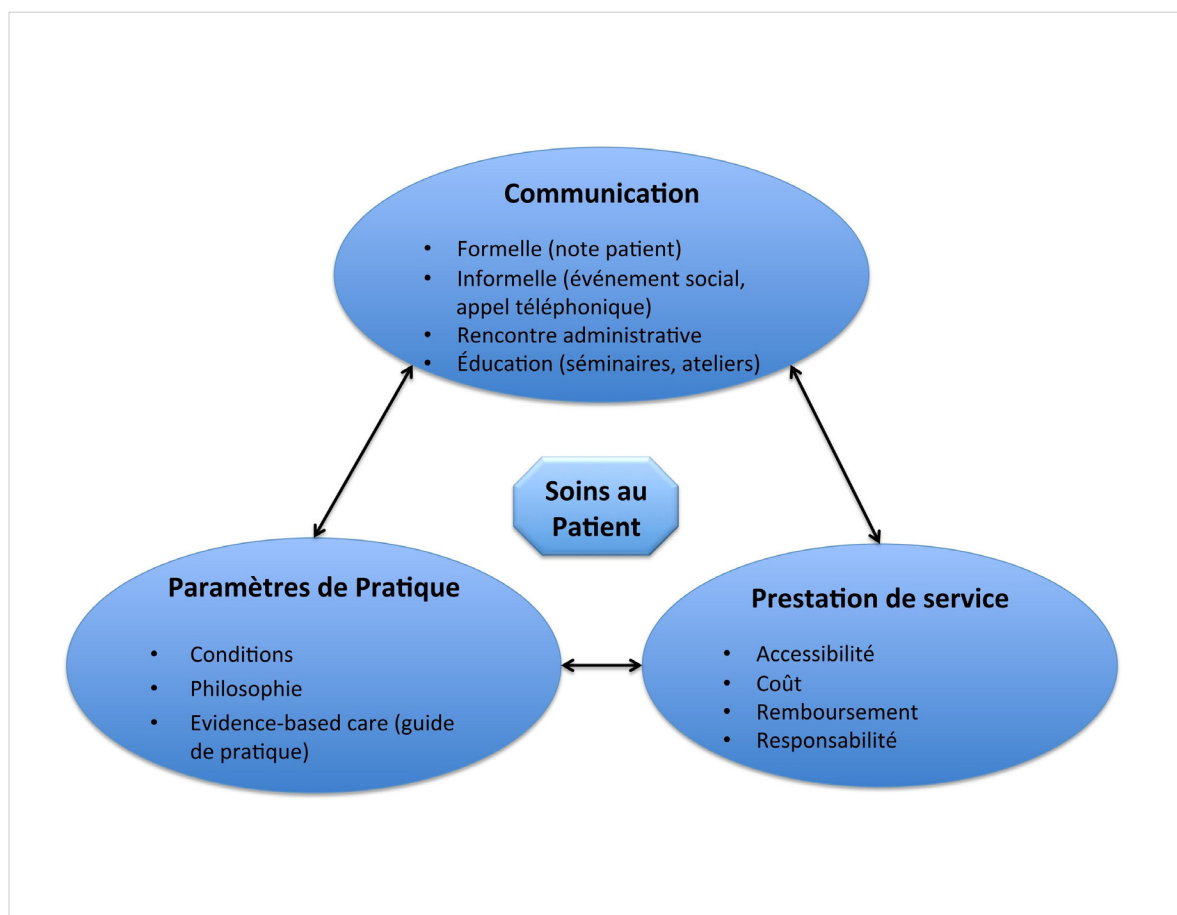 Communication
• Formelle (note patient)
• Informelle (événement social,
appel téléphonique)
• Rencontre administrative
• Éducation (séminaires, ateliers)
Soins au
Patient
Paramètres de Pratique
• Conditions
• Philosophie
• Evidence-based care (guide
de pratique)
Prestation de service
• Accessibilité
• Coût
• Remboursement
• Responsabilité